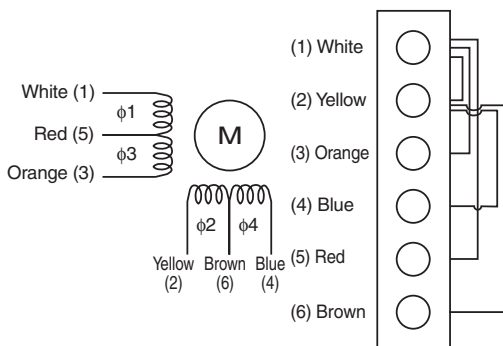 White (1)
ϕ1
Red (5)
ϕ3
Orange (3)
M
ϕ2
ϕ4
Yellow
(2)
Brown
(6)
Blue
(4)
(1) White
(2) Yellow
(3) Orange
(4) Blue
(5) Red
(6) Brown